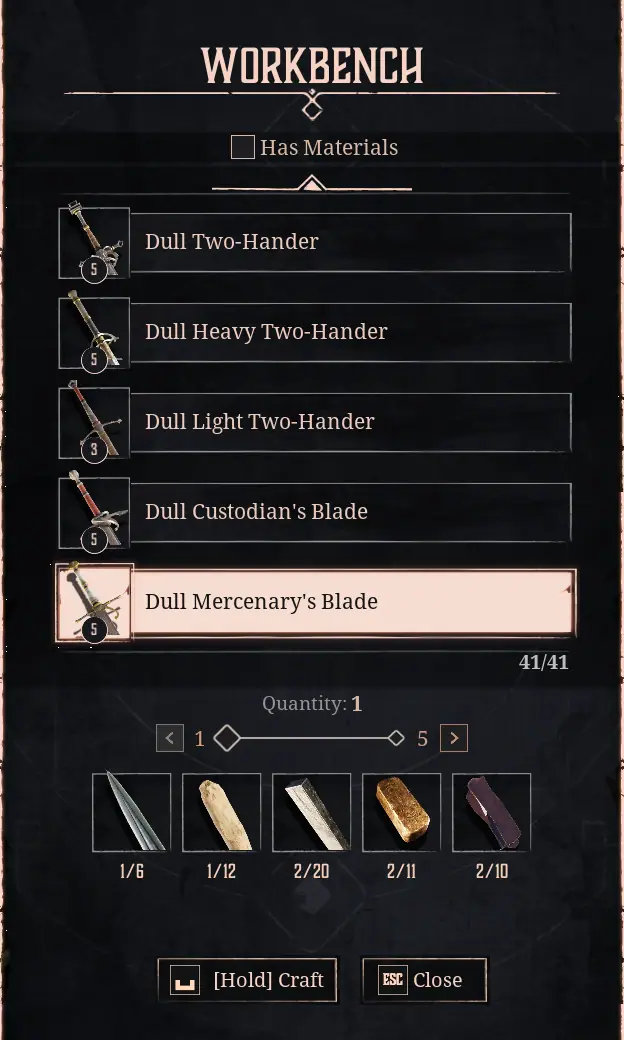 WORKBENCH
Has Materials
5
Dull Two-Hander
5
Dull Heavy Two-Hander
3
Dull Light Two-Hander
5
Dull Custodian's Blade
5
Dull Mercenary's Blade
41/41
Quantity: 1
< 1 5 >
1/6 1/12 2/20 2/11 2/10
[Hold] Craft ESC Close